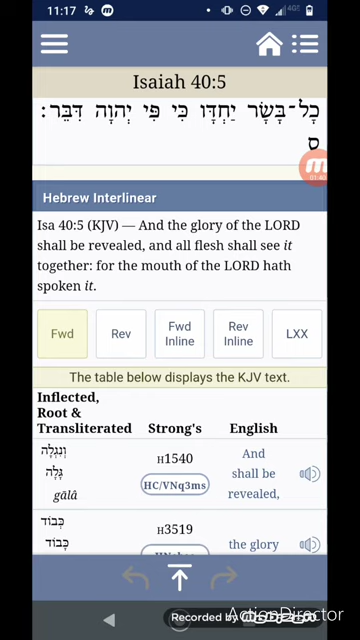 11:17
4G
Isaiah 40:5
כָל־בָּשָׂר יַחְדָּו כִּי פִּי יְהוָה דִּבֵּר׃
ס
Hebrew Interlinear
Isa 40:5 (KJV) — And the glory of the LORD
shall be revealed, and all flesh shall see it
together: for the mouth of the LORD hath
spoken it.
Fwd Rev Fwd Inline Rev Inline LXX
The table below displays the KJV text.
Inflected,
Root &
Transliterated Strong's English
וְנִגְלָה
גָּלָה
gālâ
H1540
HC/VNq3ms
And
shall be
revealed,
כְּבוֹד
כָּבוֹד
H3519
the glory
Recorded by
ActionDirector